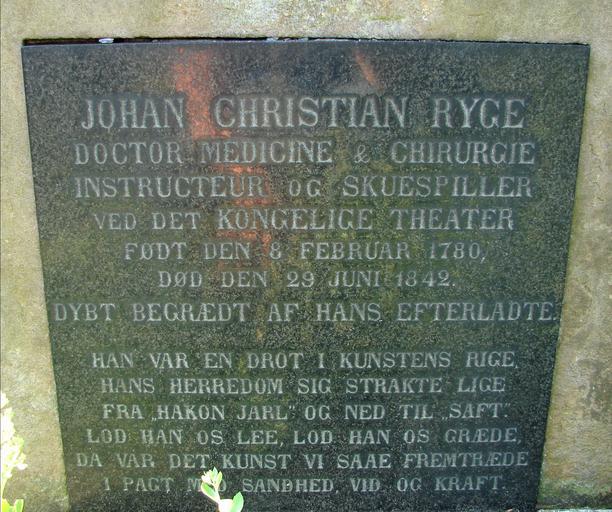 JOHAN CHRISTIAN RYGE
DOCTOR MEDICINE & CHIRURGIE
INSTRUCTEUR OG SKUESPILLER
VED DET KONGELIGE THEATER
FØDT DEN 8 FEBRUAR 1780,
DØD DEN 29 JUNI 1842.
DYBT BEGRÆDT AF HANS EFTERLADTE.
HAN VAR EN DROT I KUNSTENS RIGE,
HANS HERREDOM SIG STRAKTE LIGE
FRA „HAKON JARL" OG NED TIL „SAFT".
LOD HAN OS LEE, LOD HAN OS GRÆDE,
DA VAR DET KUNST VI SAAE FREMTRÆDE
I PAGT MED SANDHED, VID, OG KRAFT.